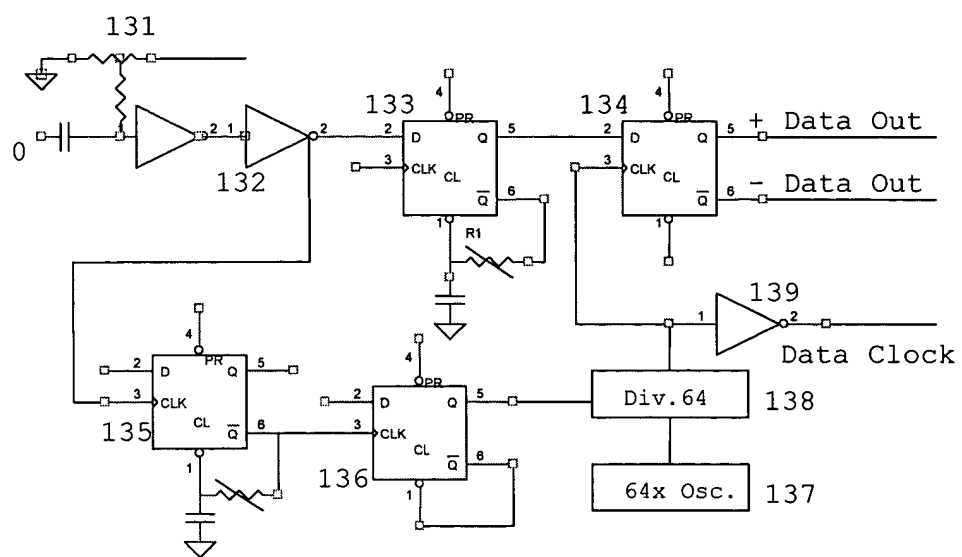 131
0
2 1 2
132
133
4
PR
2 D Q 5
3 CLK
CL
Q 6
1
R1
134
4
PR
2 D Q 5
3 CLK
CL
Q 6
1
+ Data Out
- Data Out
139
1 2
Data Clock
4
PR
2 D Q 5
3 CLK
CL
Q 6
1
135
4
PR
2 D Q 5
3 CLK
CL
Q 6
1
136
Div.64 138
64x Osc. 137